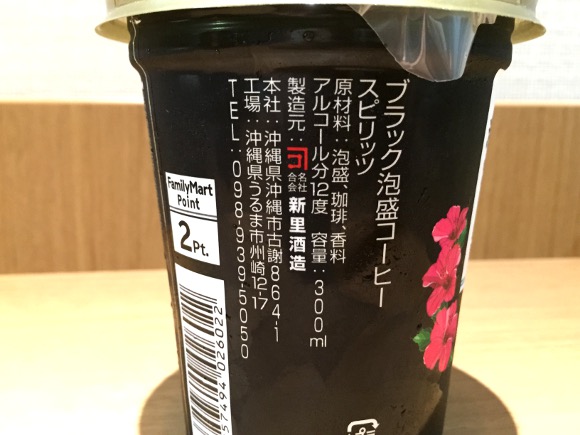 ブラック泡盛コーヒー
スピリッツ
原材料：泡盛、珈琲、香料
アルコール分12度 容量：300ml
製造元：合名会社 新里酒造
本社：沖縄県沖縄市古謝864-1
工場：沖縄県うるま市州崎12-17
TEL：098-939-5050
FamilyMart
Point
2Pt.
57494 026022
プ